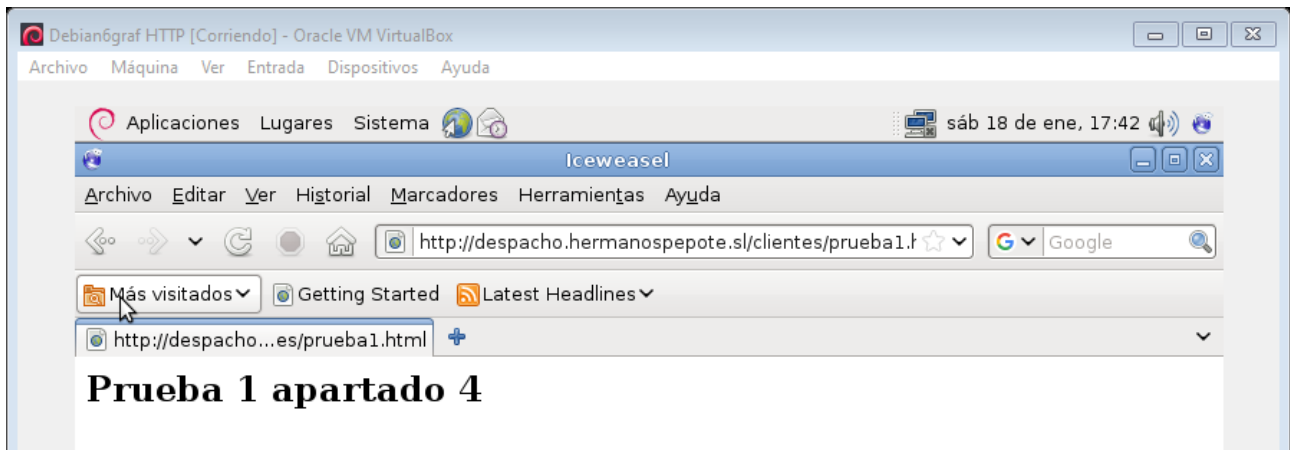 Debian6graf HTTP [Corriendo] - Oracle VM VirtualBox
Archivo Máquina Ver Entrada Dispositivos Ayuda
Aplicaciones Lugares Sistema sáb 18 de ene, 17:42
Iceweasel
Archivo Editar Ver Historial Marcadores Herramientas Ayuda
http://despacho.hermanospepote.sl/clientes/prueba1.h G Google
Más visitados Getting Started Latest Headlines
http://despacho...es/prueba1.html
Prueba 1 apartado 4